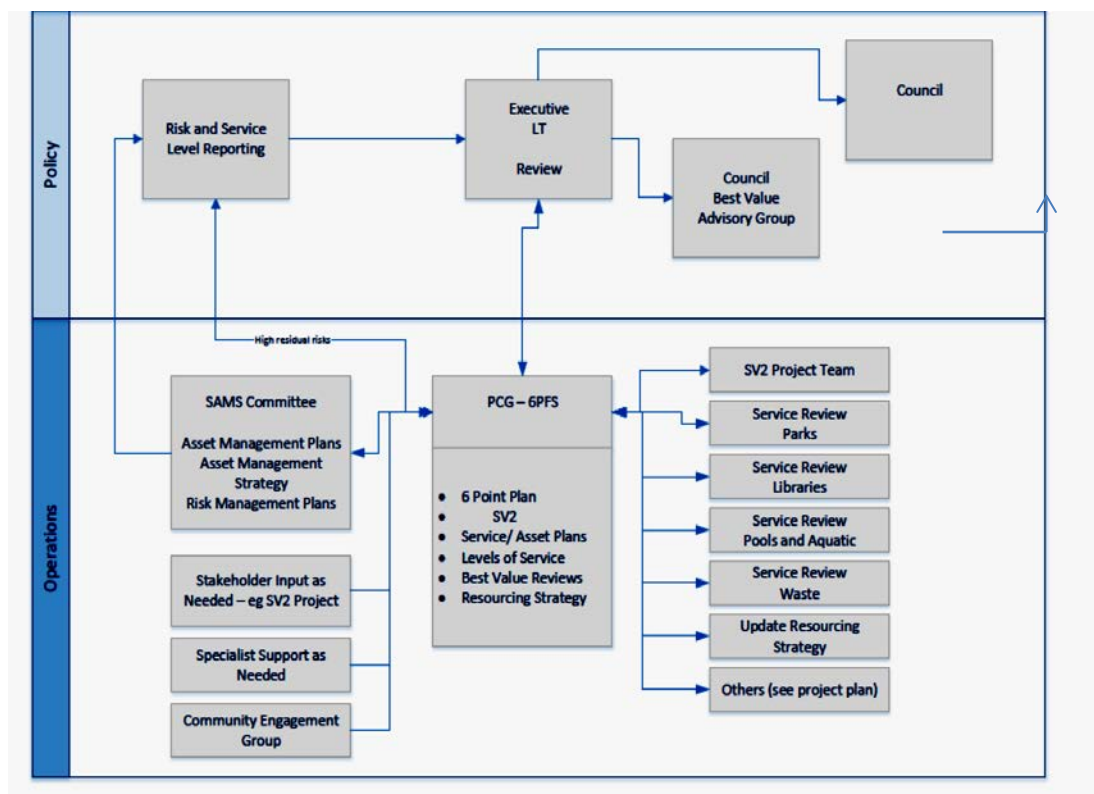 Policy
Risk and Service
Level Reporting
Executive
LT
Review
Council
Council
Best Value
Advisory Group
Operations
High residual risks
SAMS Committee
Asset Management Plans
Asset Management
Strategy
Risk Management Plans
Stakeholder Input as
Needed – eg SV2 Project
Specialist Support as
Needed
Community Engagement
Group
PCG – 6PFS
• 6 Point Plan
• SV2
• Service/ Asset Plans
• Levels of Service
• Best Value Reviews
• Resourcing Strategy
SV2 Project Team
Service Review
Parks
Service Review
Libraries
Service Review
Pools and Aquatic
Service Review
Waste
Update Resourcing
Strategy
Others (see project plan)